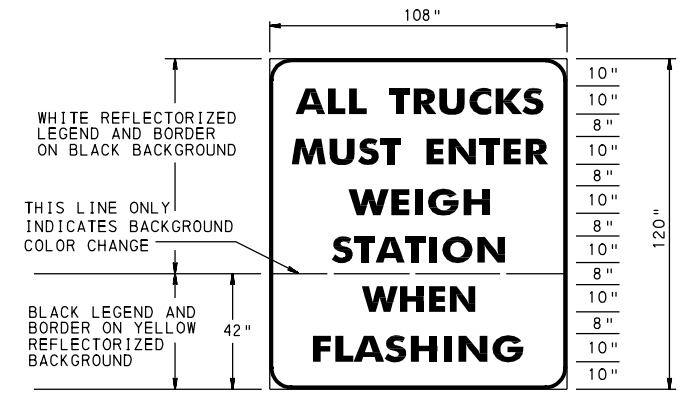 108"
WHITE REFLECTORIZED
LEGEND AND BORDER
ON BLACK BACKGROUND
THIS LINE ONLY
INDICATES BACKGROUND
COLOR CHANGE
BLACK LEGEND AND
BORDER ON YELLOW
REFLECTORIZED
BACKGROUND
42"
ALL TRUCKS
MUST ENTER
WEIGH
STATION
WHEN
FLASHING
10"
10"
8"
10"
8"
10"
8"
10"
8"
10"
8"
10"
10"
120"